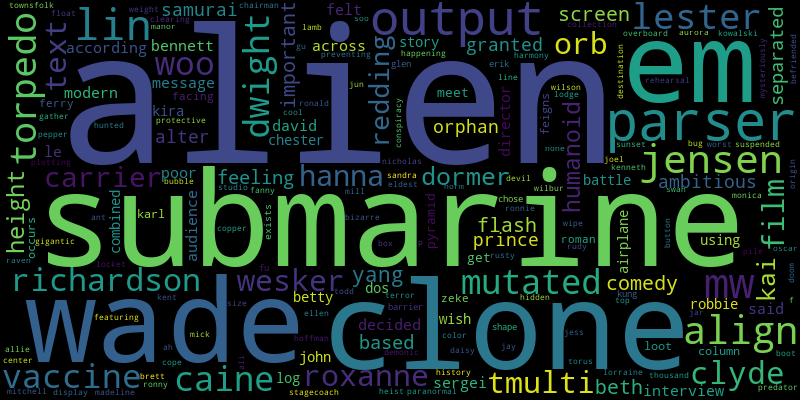 alien
submarine
wade
clone
em
output
parser
lin
woo
dwight
redding
torpedo
text
samurai
bennett
message
modern
according
important
across
felt
story
granted
screen
orb
lester
separated
townsfolk
float
weight
chairman
clearing
manor
lamb
soo
gu
preventing
glen
happening
erik
harmony
line
wilson
lodge
none
collection
overboard
aurora
kowalski
destination
rehearsal
mysteriously
befriended
ferry
facing
kira
gather
protective
pepper
hunted
plotting
alter
david
chester
cool
ronald
jun
conspiracy
nicholas
meet
orphan
director
feigns
humanoid
sunset
bug
worst
suspended
joel
kenneth
origin
le
height
occurs
carrier
poor
feeling
hanna
dormer
bubble
sandra
eldest
norm
devil
wilbur
battle
ambitious
jensen
film
swan
monica
raven
combined
ant
karl
audience
studio
copper
fanny
exists
mill
bizarre
box
p
pyramid
chose
ronnie
flash
prince
get
rusty
wipe
roman
rudy
airplane
using
button
pile
oscar
gigantic
locket
richardson
wesker
yang
mutated
comedy
mw
kai
doom
f
kent
size
betty
todd
dos
terror
barrier
zeke
hidden
kung
top
robbie
said
jar
boot
featuring
mick
ellen
decided
wish
shape
color
jess
loot
column
align
predator
allie
center
ah
cope
hoffman
john
based
daisy
jay
torus
lorraine
thousand
clyde
vaccine
brett
ronny
caine
log
ali
roxanne
demonic
sergei
history
tmulti
beth
interview
mitchell
display
madeline
stagecoach
heist
paranormal